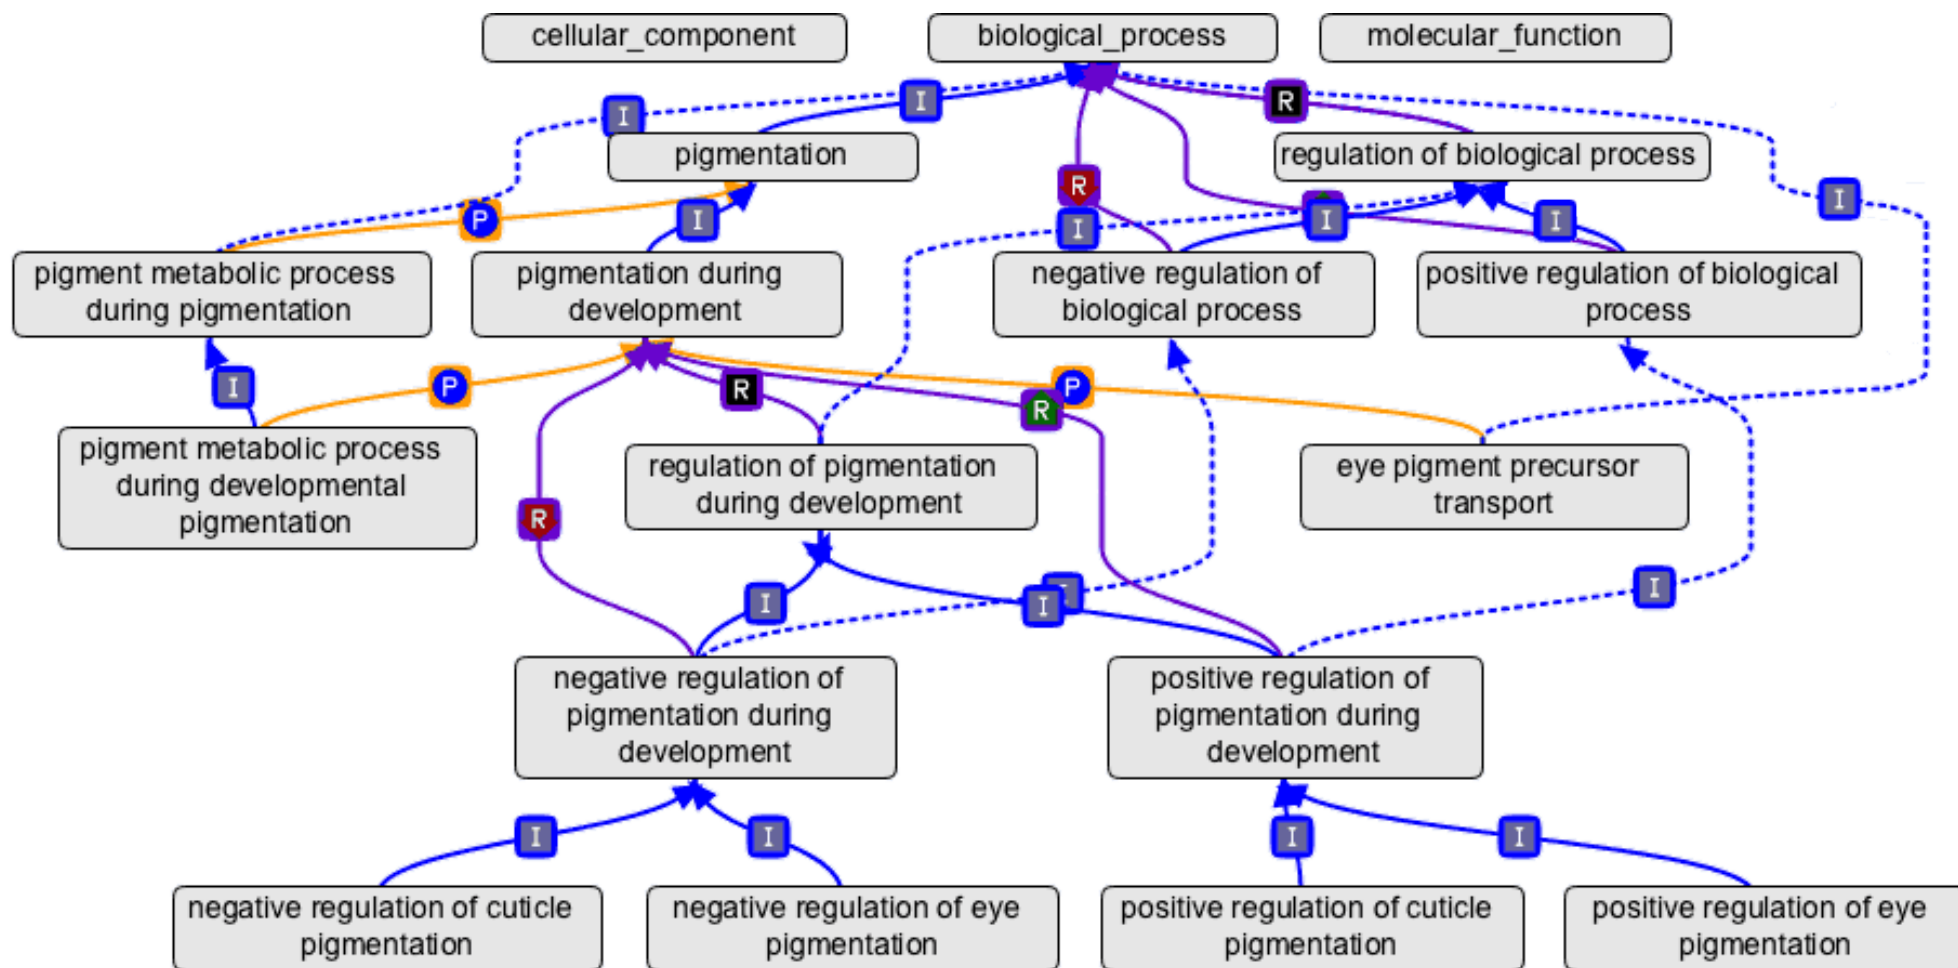 cellular_component
biological_process
molecular_function
I
I
R
pigmentation
regulation of biological process
R
I
P
I
I
I
I
pigment metabolic process
during pigmentation
pigmentation during
development
negative regulation of
biological process
positive regulation of biological
process
I
P
R
P
R
pigment metabolic process
during developmental
pigmentation
regulation of pigmentation
during development
eye pigment precursor
transport
R
I
I
I
negative regulation of
pigmentation during
development
positive regulation of
pigmentation during
development
I
I
I
I
negative regulation of cuticle
pigmentation
negative regulation of eye
pigmentation
positive regulation of cuticle
pigmentation
positive regulation of eye
pigmentation